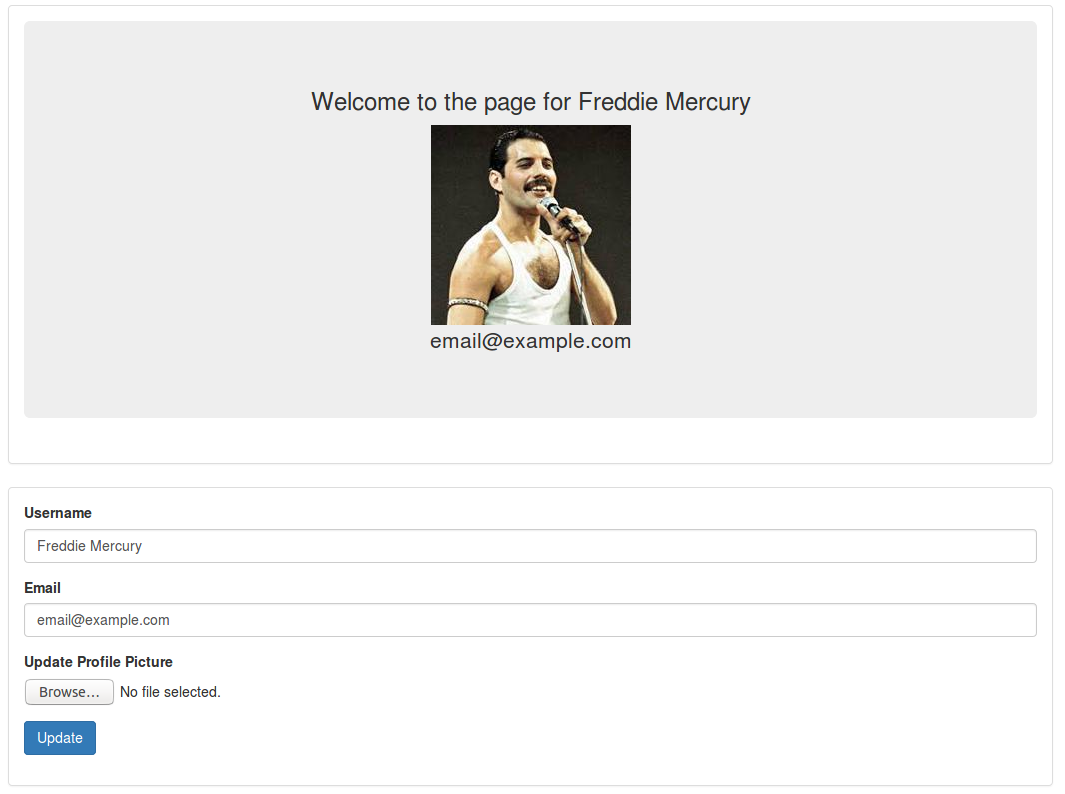 Welcome to the page for Freddie Mercury
email@example.com
Username
Freddie Mercury
Email
email@example.com
Update Profile Picture
Browse... No file selected.
Update